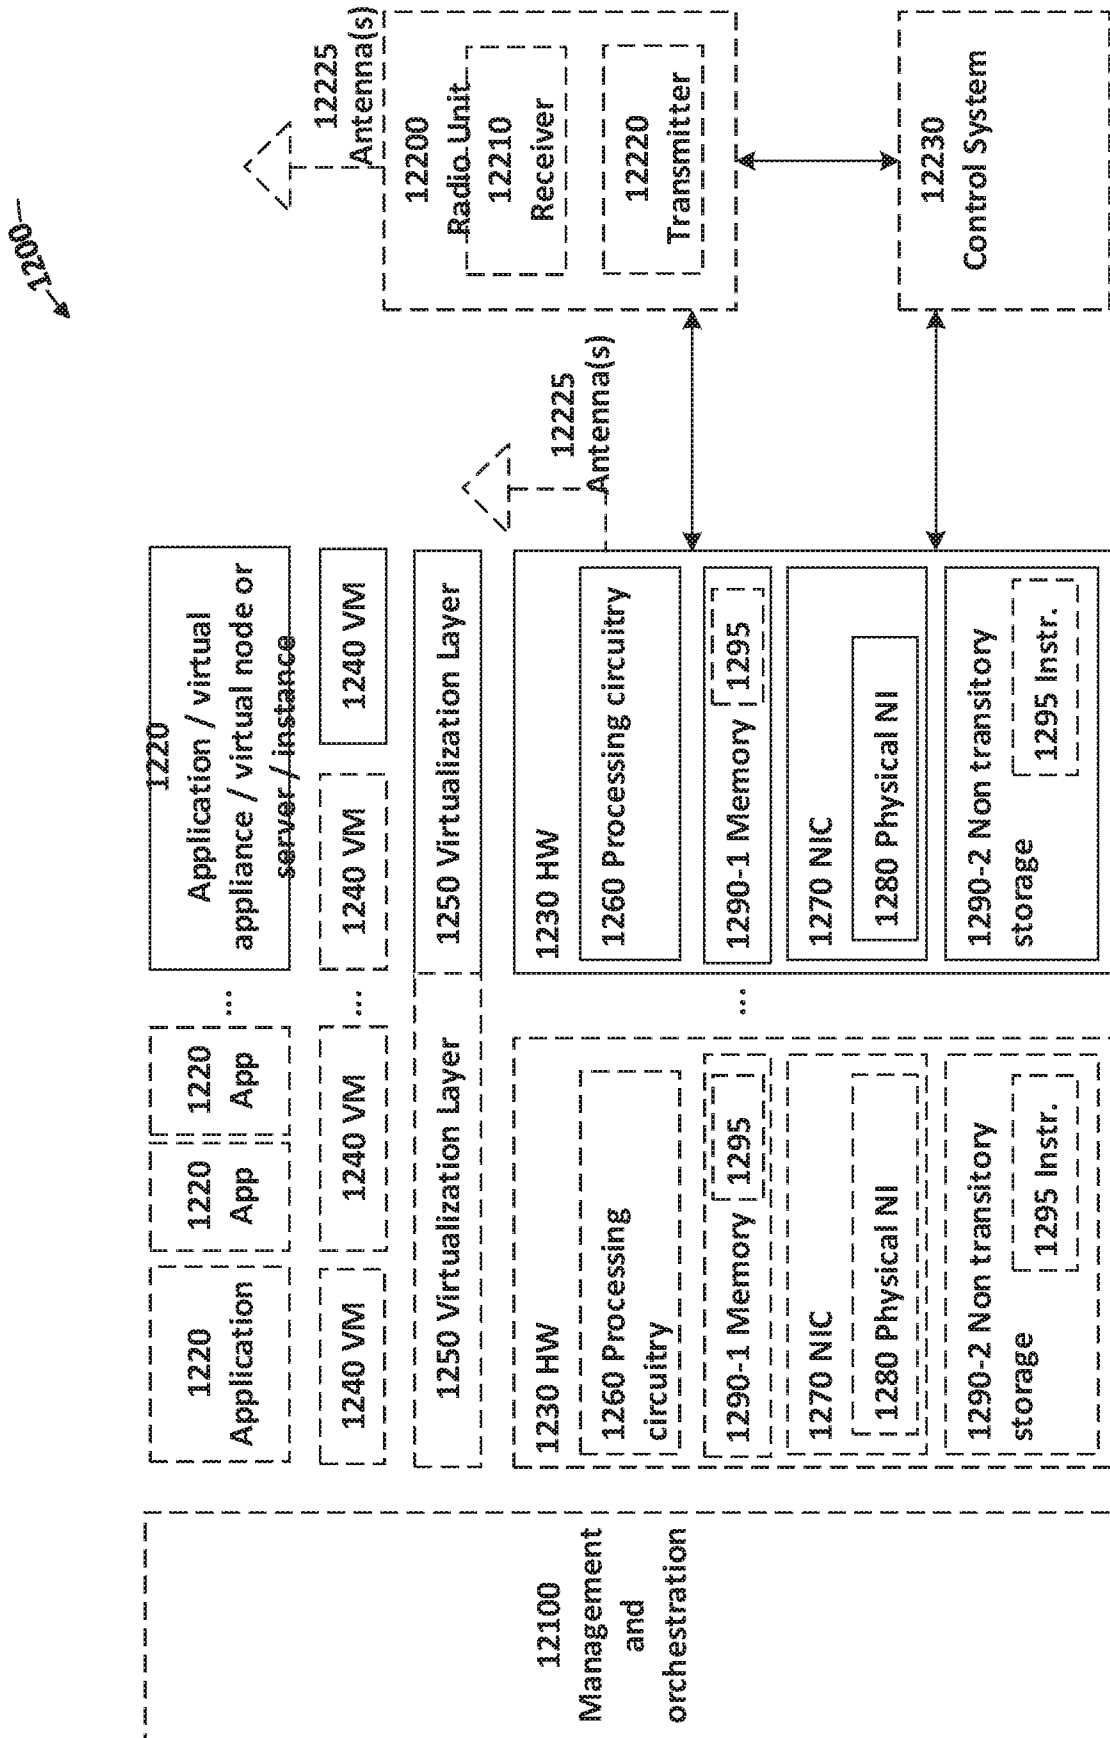 1200
12100
Management
and
orchestration
1220
Application
1220
App
1220
App
...
1220
Application / virtual
appliance / virtual node or
server / instance
1240 VM
1240 VM
...
1240 VM
1240 VM
1250 Virtualization Layer
1250 Virtualization Layer
1230 HW
1260 Processing
circuitry
1290-1 Memory
1295
1270 NIC
1280 Physical NI
1290-2 Non transitory
storage
1295 Instr.
...
1230 HW
1260 Processing circuitry
1290-1 Memory
1295
1270 NIC
1280 Physical NI
1290-2 Non transitory
storage
1295 Instr.
12225
Antenna(s)
12225
Antenna(s)
12200
Radio Unit
12210
Receiver
12220
Transmitter
12230
Control System